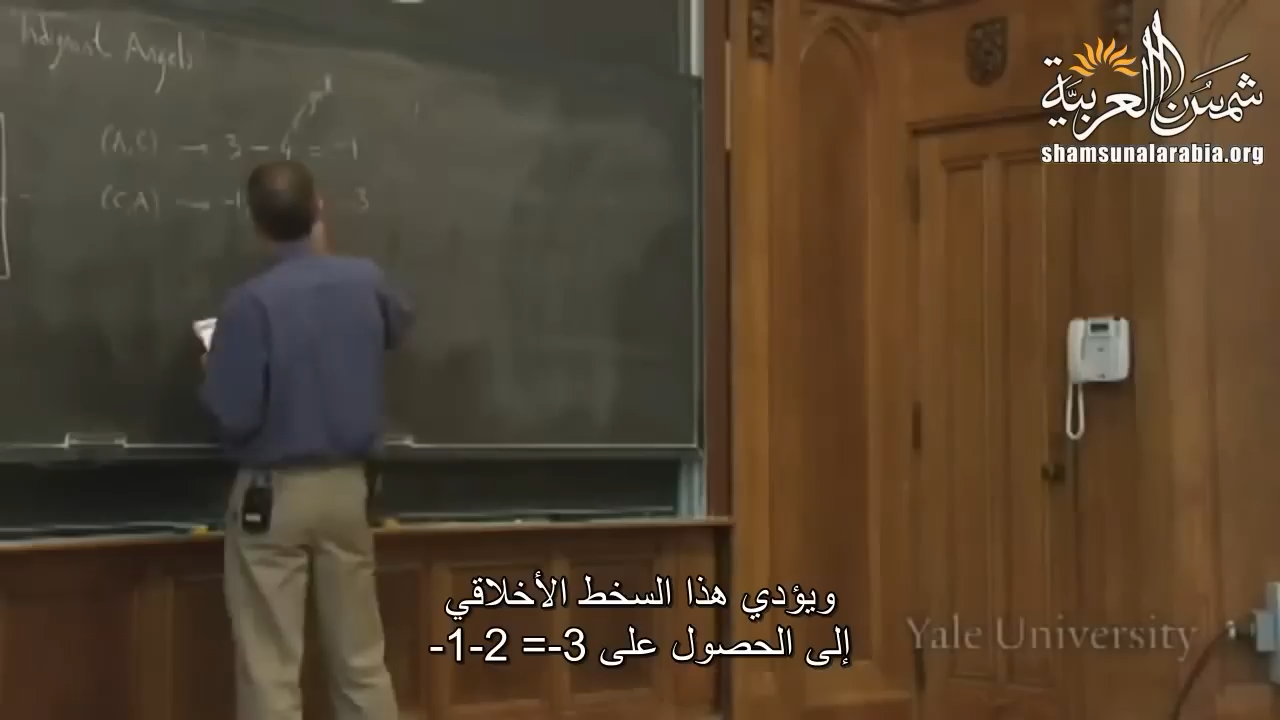 Indignant Angels
(A,C) → 3 - 4 = -1
(C,A) → -1 - 3
شمس العربية
shamsunalarabia.org
ويؤدي هذا السخط الأخلاقي
إلى الحصول على 3-= 2-1-
Yale University